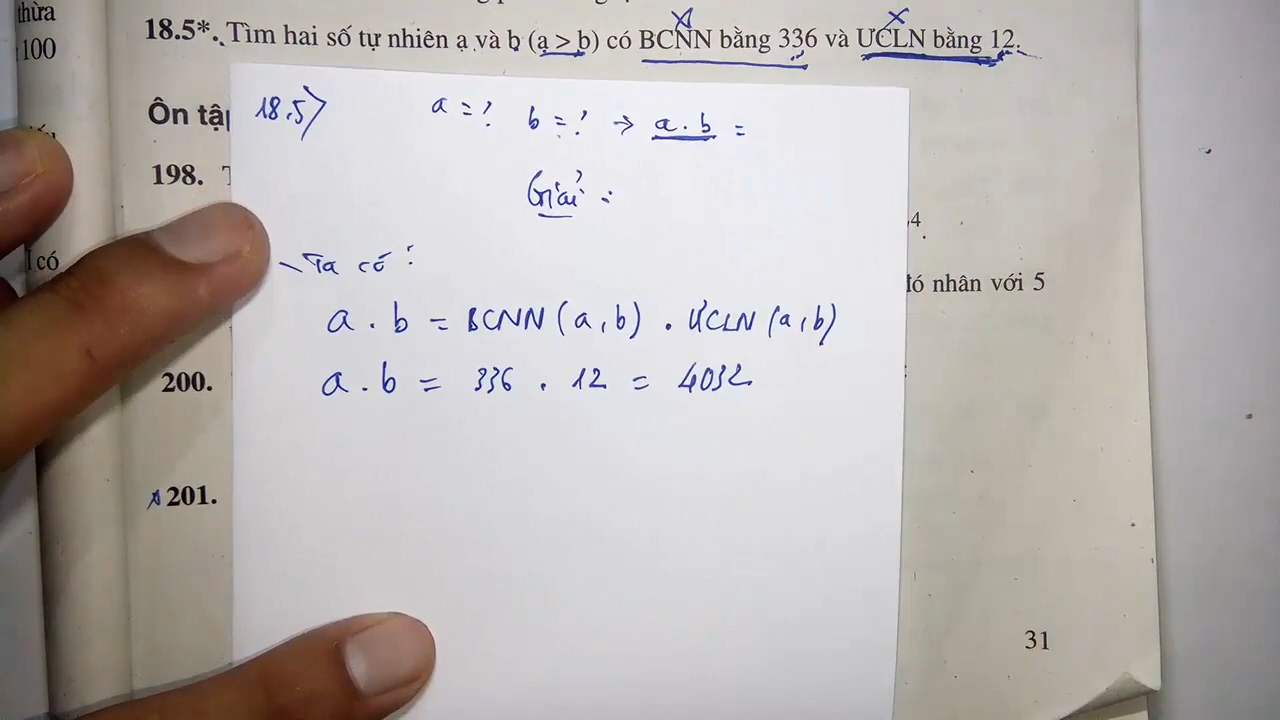 thừa
100
18.5*. Tìm hai số tự nhiên a và b (a > b) có BCNN bằng 336 và ƯCLN bằng 12.
Ôn tập
18.5) a = ? b = ? → a . b =
198.
Giải :
4
.
có
Ta có :
đó nhân với 5
a . b = BCNN (a, b) . ƯCLN (a, b)
200.
a . b = 336 . 12 = 4032
201.
31